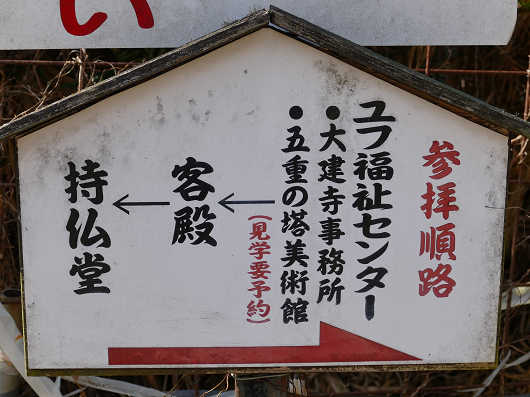 い
参拝順路
ユフ福祉センター
●大建寺事務所
●五重の塔美術館
(見学要予約)
←
客殿
←
持仏堂